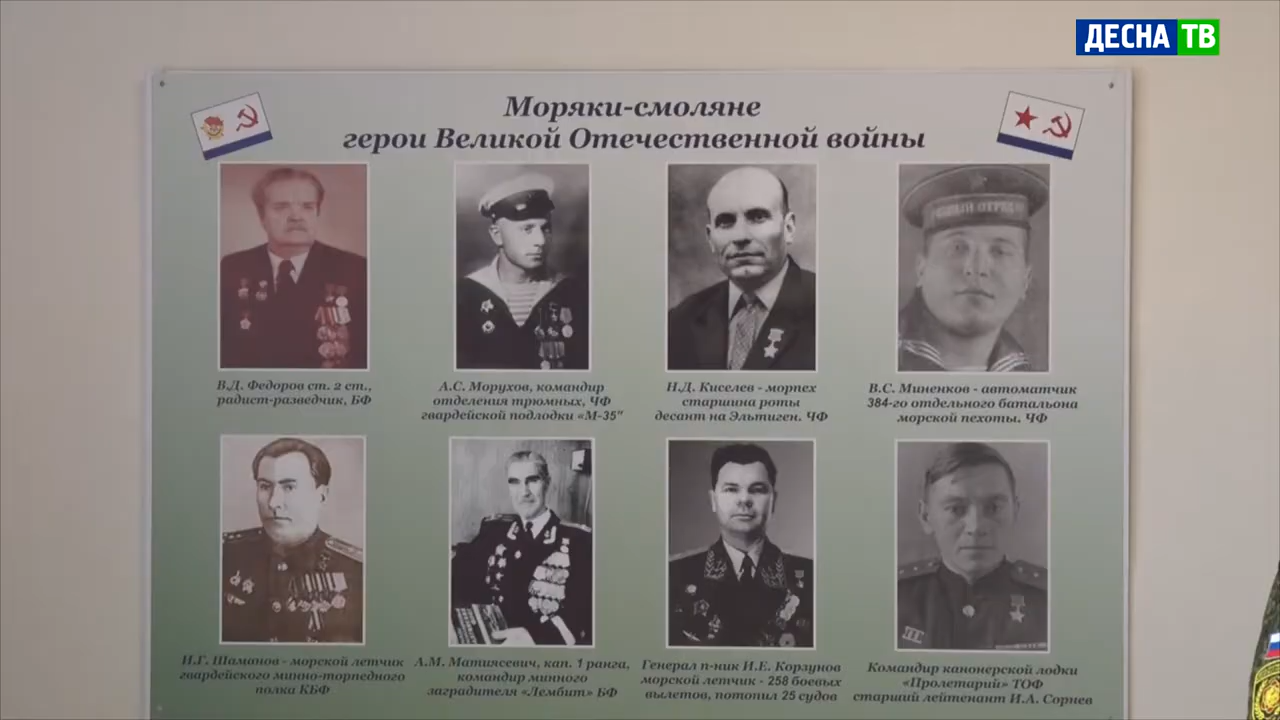 ДЕСНА ТВ
Моряки-смоляне
герои Великой Отечественной войны
В.Д. Федоров ст. 2 ст.,
радист-разведчик, БФ
А.С. Морухов, командир
отделения трюмных, ЧФ
гвардейской подлодки «М-35"
Н.Д. Киселев - морпех
старшина роты
десант на Эльтиген. ЧФ
В.С. Миненков - автоматчик
384-го отдельного батальона
морской пехоты. ЧФ
И.Г. Шаманов - морской летчик
гвардейского минно-торпедного
полка КБФ
А.М. Матиясевич, кап. 1 ранга.
командир минного
заградителя «Лембит» БФ
Генерал п-ник И.Е. Корзунов
морской летчик - 258 боевых
вылетов, потопил 25 судов
Командир канонерской лодки
«Пролетарий» ТОФ
старший лейтенант И.А. Сорнев